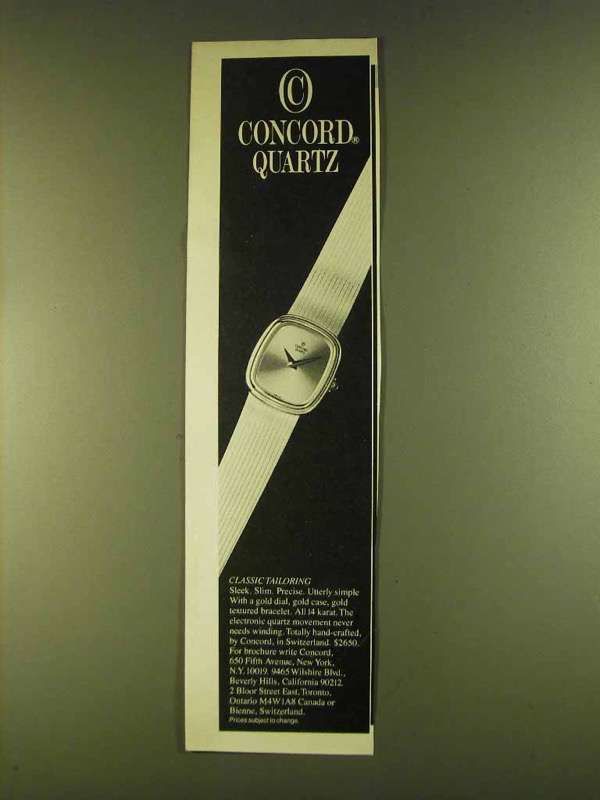 CONCORD®
QUARTZ
CONCORD
QUARTZ
CLASSIC TAILORING
Sleek. Slim. Precise. Utterly simple
With a gold dial, gold case, gold
textured bracelet. All 14 karat. The
electronic quartz movement never
needs winding. Totally hand-crafted,
by Concord, in Switzerland. $2650.
For brochure write Concord,
650 Fifth Avenue, New York,
N.Y. 10019. 9465 Wilshire Blvd.,
Beverly Hills, California 90212.
2 Bloor Street East, Toronto,
Ontario M4W 1A8 Canada or
Bienne, Switzerland.
Prices subject to change.